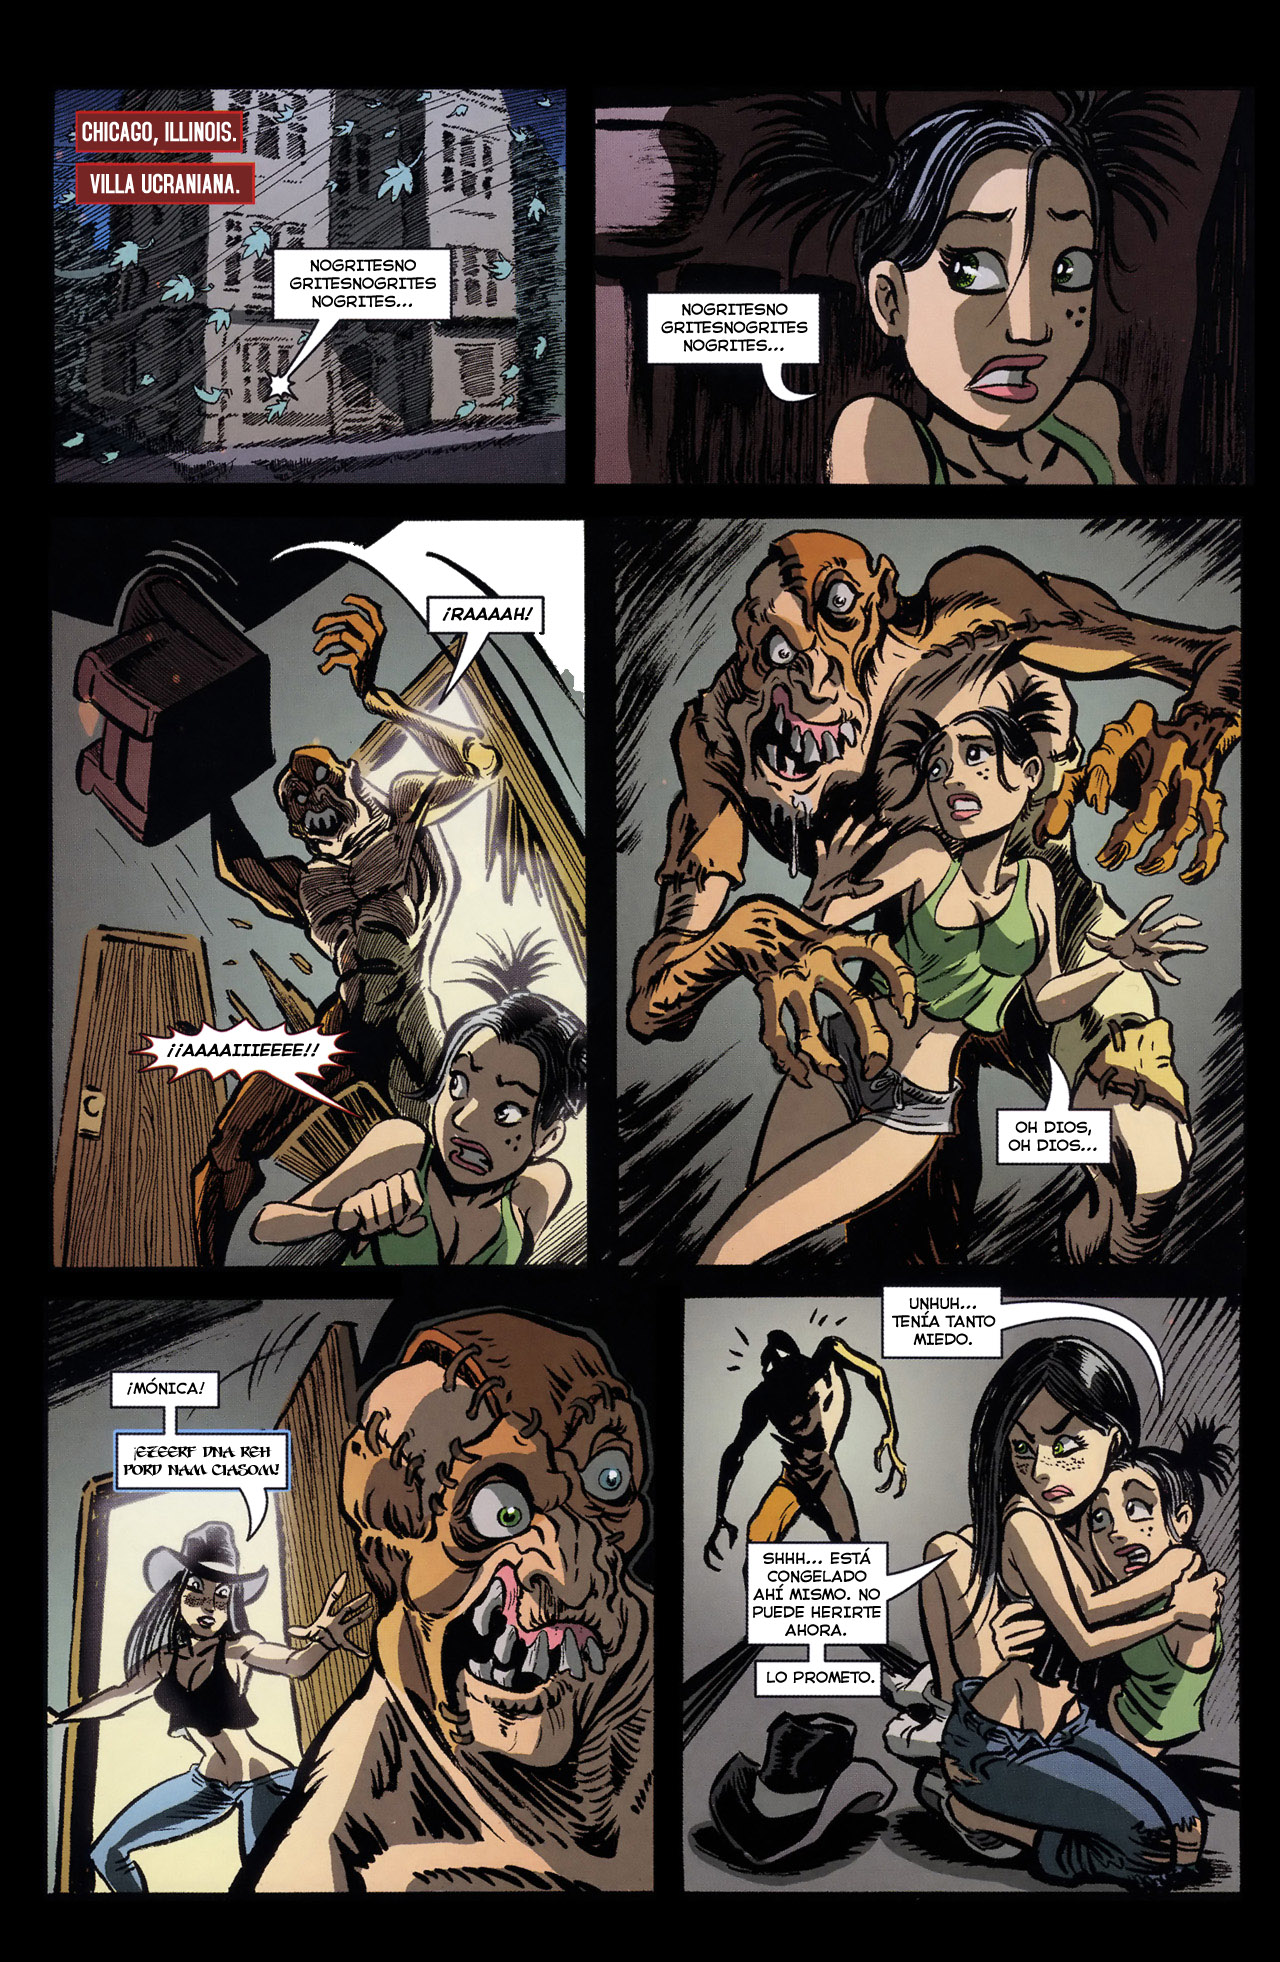 CHICAGO, ILLINOIS.
VILLA UCRANIANA.
NOGRITESNO
GRITESNOGRITES
NOGRITES...
NOGRITESNO
GRITESNOGRITES
NOGRITES...
¡RAAAAH!
¡¡AAAAIIIEEEE!!
OH DIOS,
OH DIOS...
¡MÓNICA!
¡EZEERF DNA REH
PORD NAM CIASOM!
UNHUH...
TENÍA TANTO
MIEDO.
SHHH... ESTÁ
CONGELADO
AHÍ MISMO. NO
PUEDE HERIRTE
AHORA.
LO PROMETO.